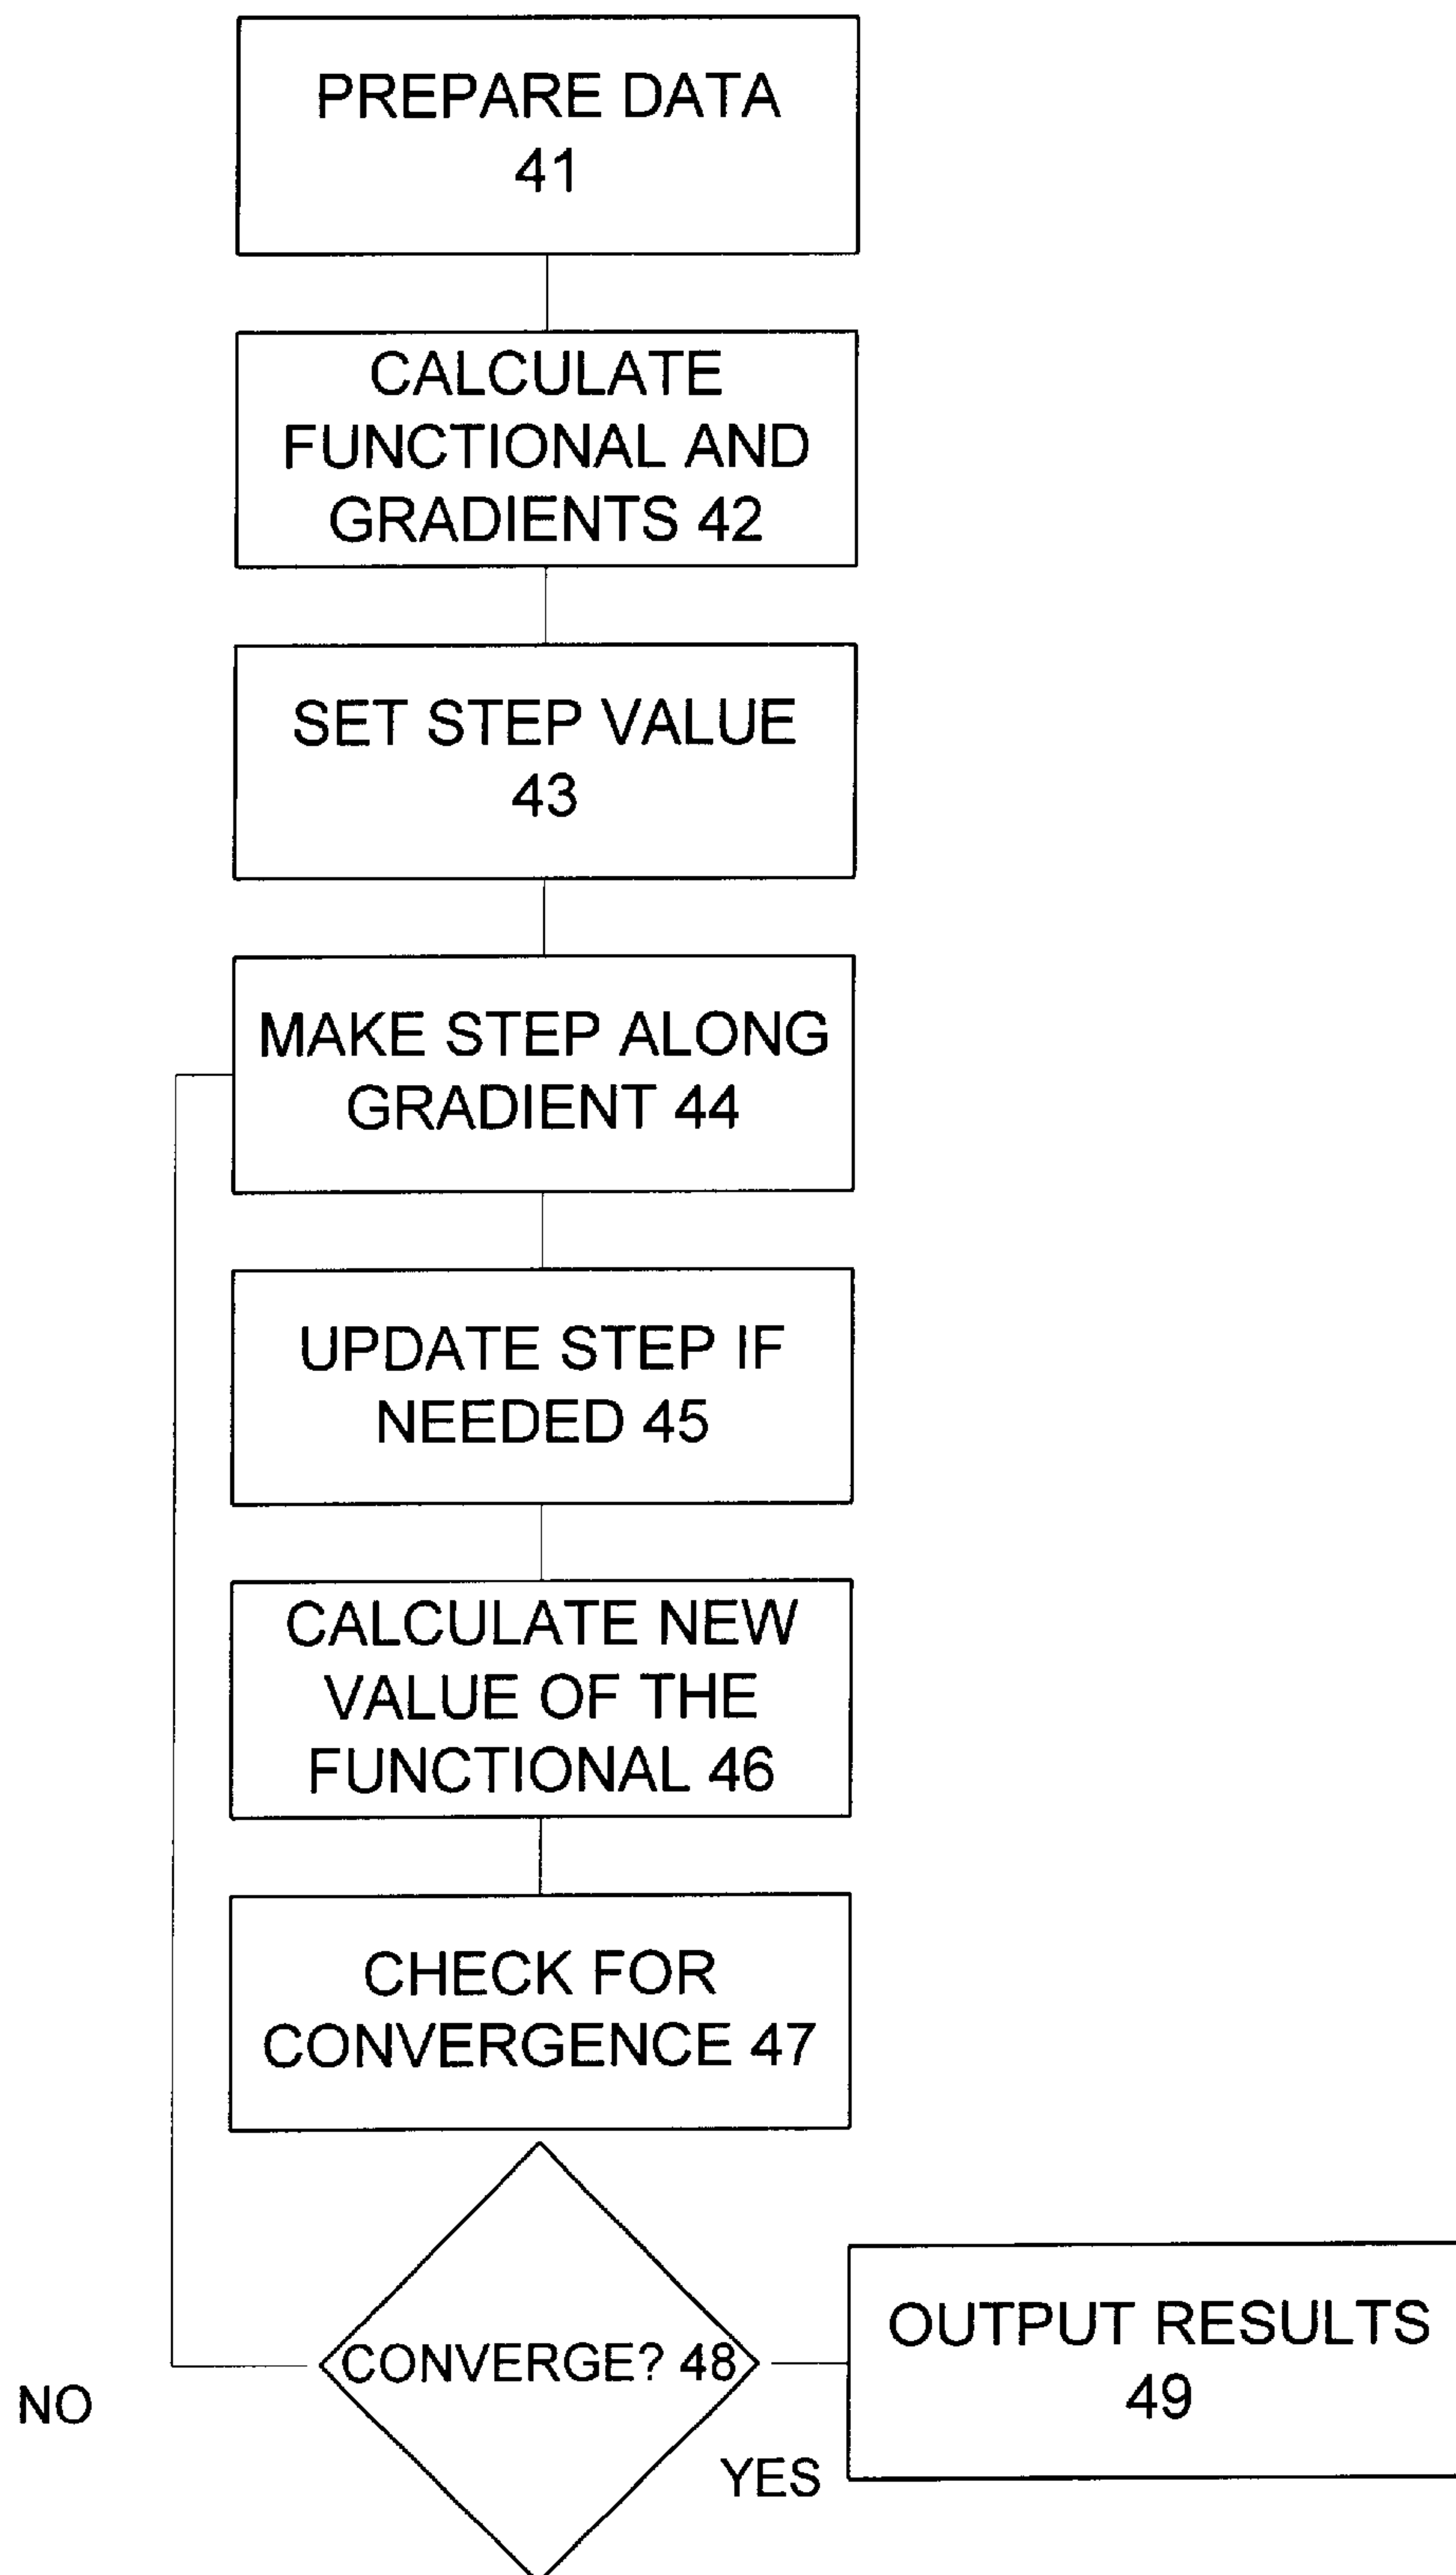 PREPARE DATA
41
CALCULATE
FUNCTIONAL AND
GRADIENTS 42
SET STEP VALUE
43
MAKE STEP ALONG
GRADIENT 44
UPDATE STEP IF
NEEDED 45
CALCULATE NEW
VALUE OF THE
FUNCTIONAL 46
CHECK FOR
CONVERGENCE 47
CONVERGE? 48
OUTPUT RESULTS
49
NO
YES